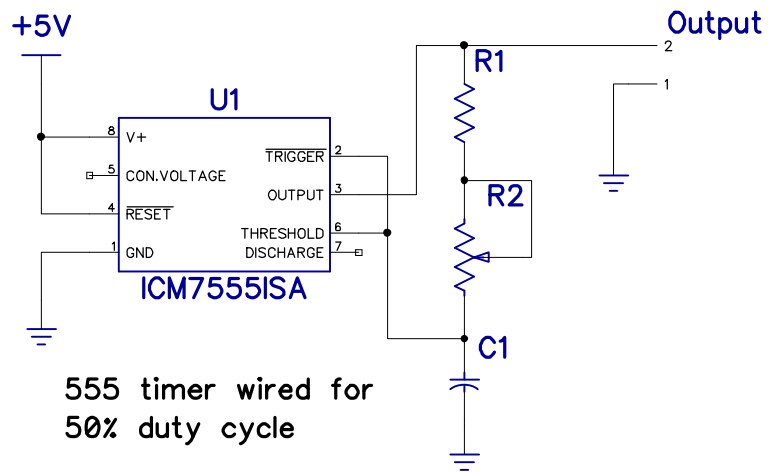 +5V
Output
2
R1
1
U1
8 V+
TRIGGER 2
5 CON.VOLTAGE
OUTPUT 3
R2
4 RESET
THRESHOLD 6
1 GND
DISCHARGE 7
ICM7555ISA
C1
555 timer wired for
50% duty cycle